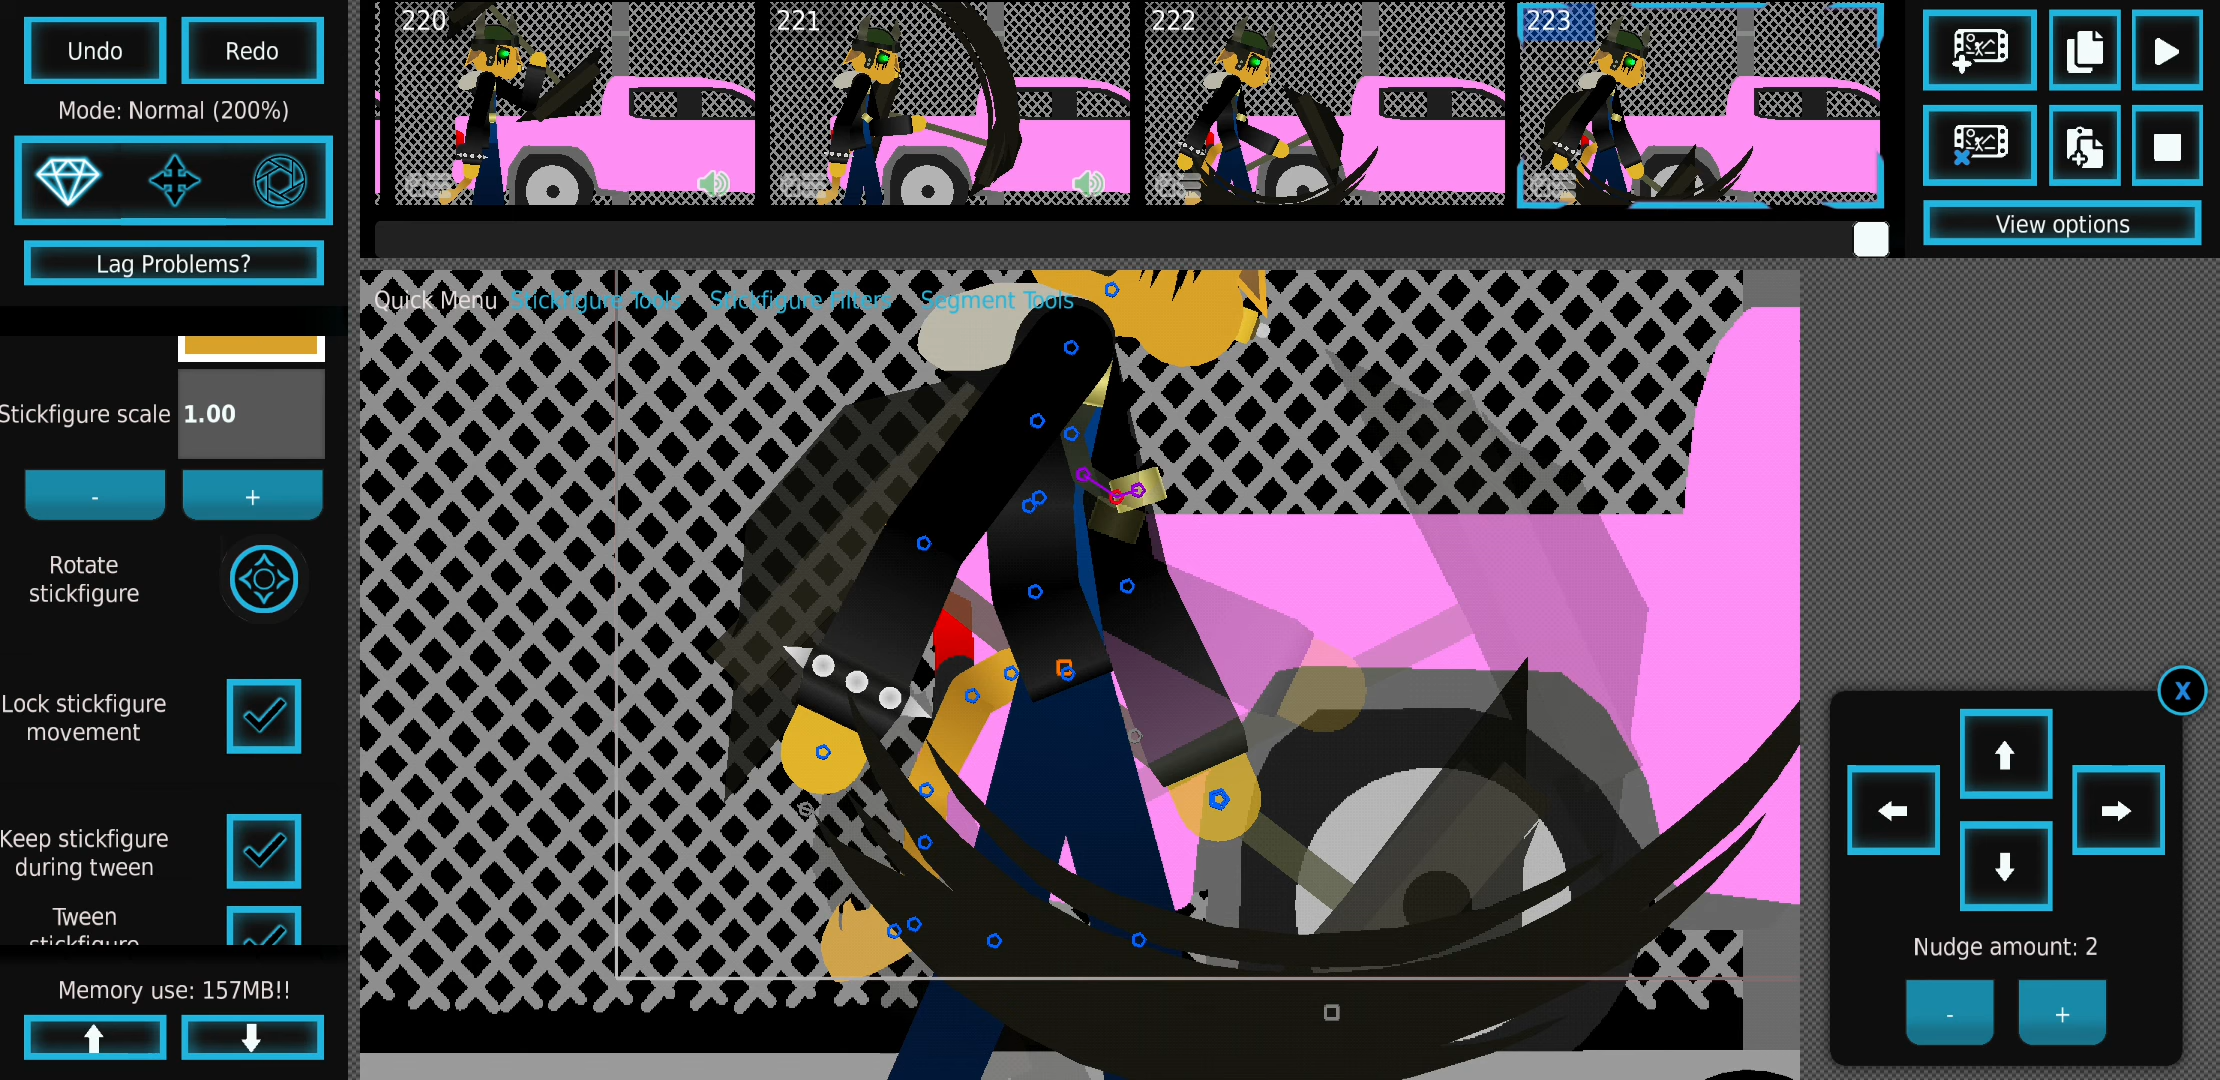 Undo
Redo
Mode: Normal (200%)
Lag Problems?
Stickfigure scale
1.00
-
+
Rotate
stickfigure
Lock stickfigure
movement
Keep stickfigure
during tween
Tween
stickfigure
Memory use: 157MB!!
220
221
222
223
View options
Quick Menu
Stickfigure Tools
Stickfigure Filters
Segment Tools
X
Nudge amount: 2
-
+